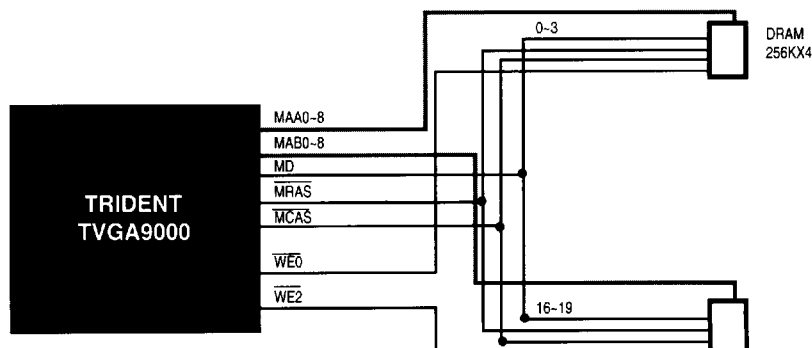 0~3
DRAM
256KX4
MAA0~8
MAB0~8
MD
MRAS
MCAS
WE0
WE2
TRIDENT
TVGA9000
16~19